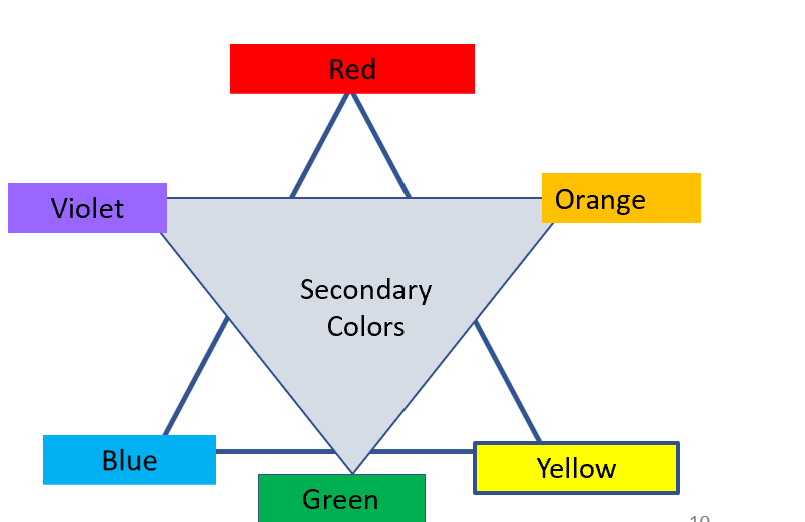 Red
Violet
Orange
Secondary
Colors
Blue
Yellow
Green